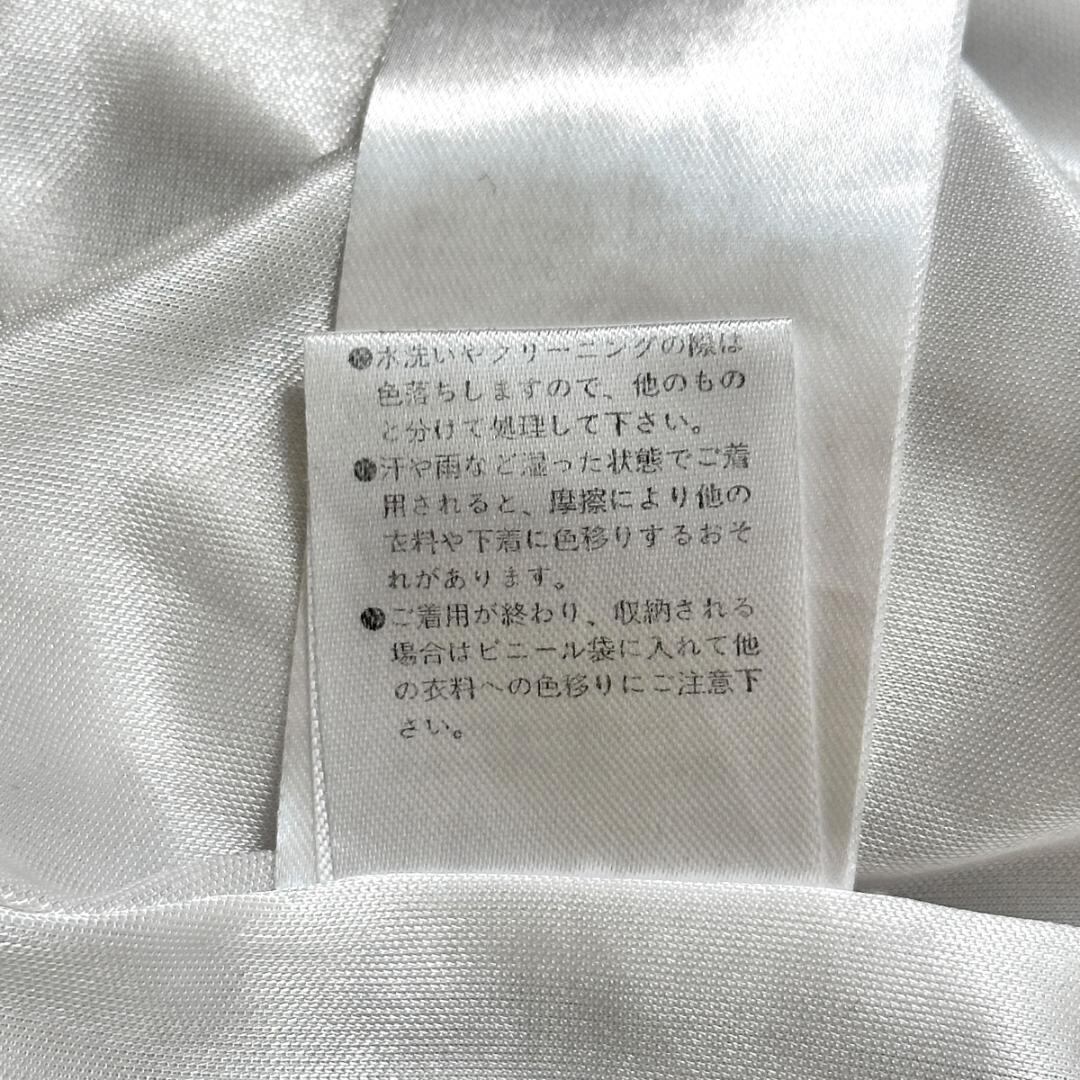 ●水洗いやクリーニングの際は
色落ちしますので、他のもの
と分けて処理して下さい。
●汗や雨など湿った状態でご着
用されると、摩擦により他の
衣料や下着に色移りするおそ
れがあります。
●ご着用が終わり、収納される
場合はビニール袋に入れて他
の衣料への色移りにご注意下
さい。